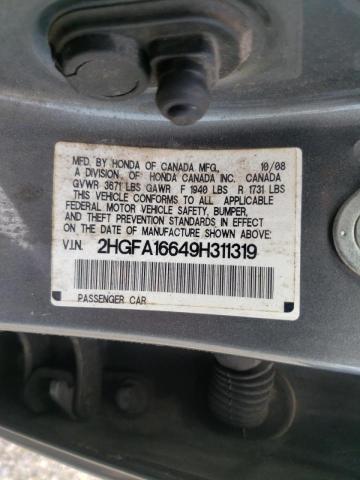 MFD. BY HONDA OF CANADA MFG., 10/08
A DIVISION, OF HONDA CANADA INC. CANADA
GVWR 3671 LBS GAWR F 1940 LBS R 1731 LBS
THIS VEHICLE CONFORMS TO ALL APPLICABLE
FEDERAL MOTOR VEHICLE SAFETY, BUMPER,
AND THEFT PREVENTION STANDARDS IN EFFECT
ON THE DATE OF MANUFACTURE SHOWN ABOVE.
V.I.N. 2HGFA16649H311319
PASSENGER CAR